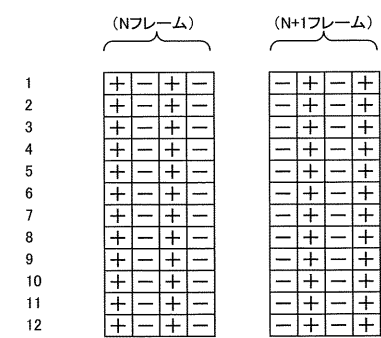 (Nフレーム) (N+1フレーム)
1 + − + − − + − +
2 + − + − − + − +
3 + − + − − + − +
4 + − + − − + − +
5 + − + − − + − +
6 + − + − − + − +
7 + − + − − + − +
8 + − + − − + − +
9 + − + − − + − +
10 + − + − − + − +
11 + − + − − + − +
12 + − + − − + − +